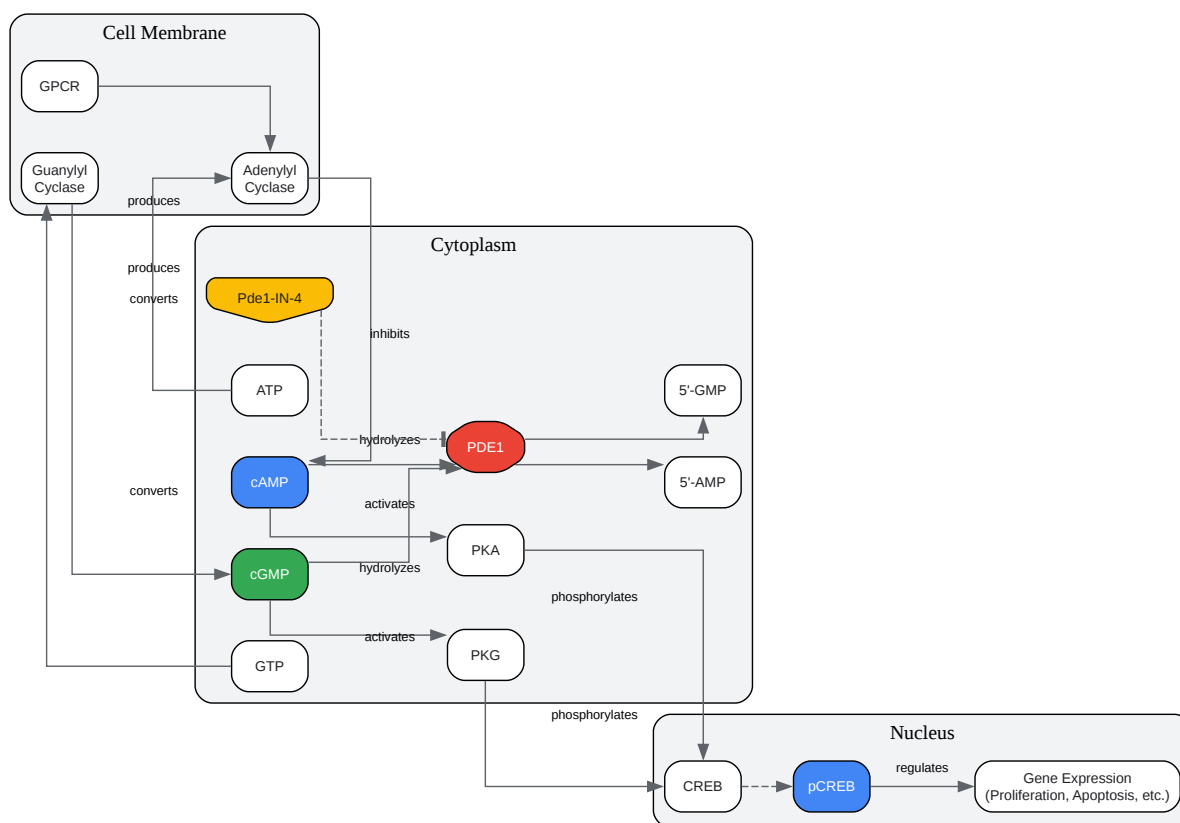 Cell Membrane
GPCR
Guanylyl
Cyclase
Adenylyl
Cyclase
produces
Cytoplasm
produces
converts
Pde1-IN-4
inhibits
ATP
5'-GMP
hydrolyzes
PDE1
cAMP
5'-AMP
converts
activates
PKA
cGMP
hydrolyzes
phosphorylates
activates
GTP
PKG
phosphorylates
Nucleus
regulates
CREB
pCREB
Gene Expression
(Proliferation, Apoptosis, etc.)